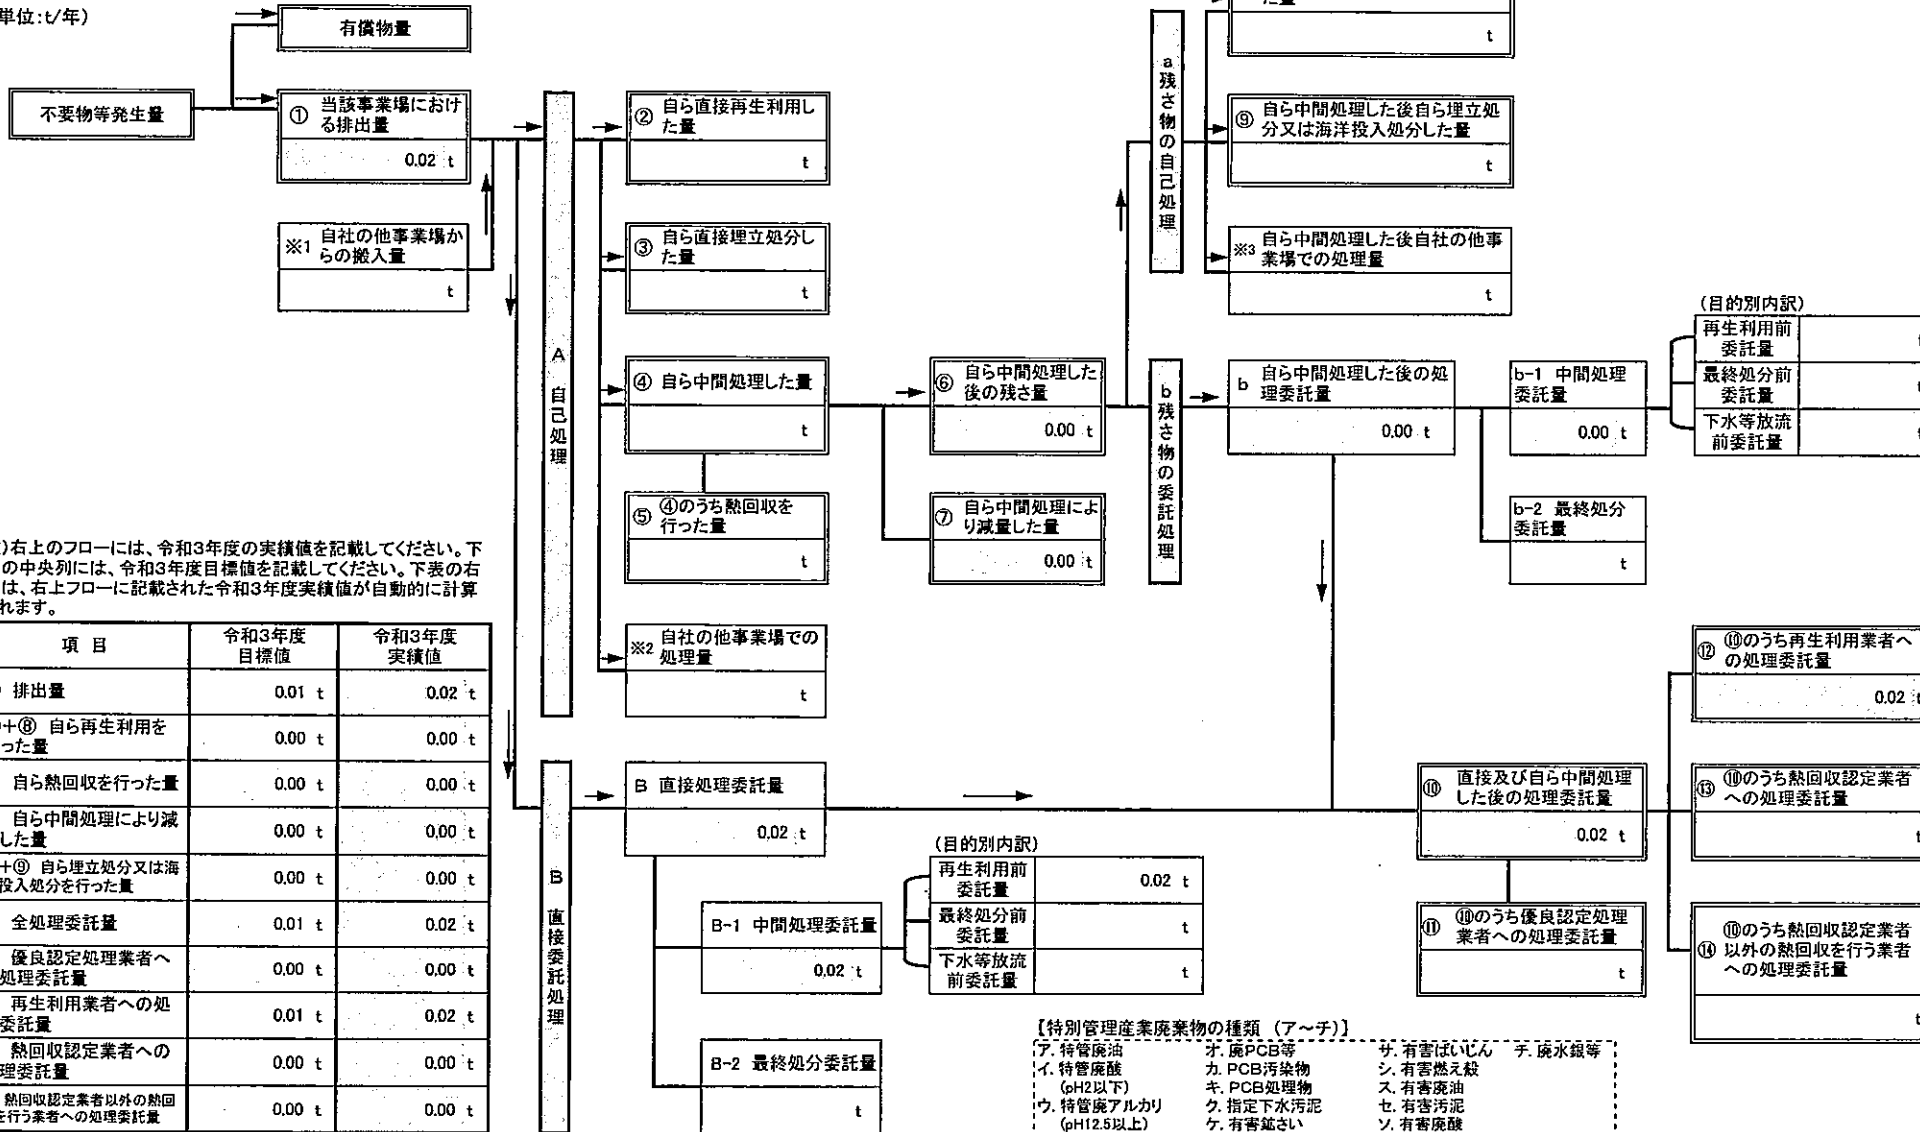 単位:t/年)
有償物量
不要物等発生量
① 当該事業場におけ
る排出量
0.02 t
※1 自社の他事業場か
らの搬入量
t
A 自己処理
② 自ら直接再生利用し
た量
t
③ 自ら直接埋立処分し
た量
t
④ 自ら中間処理した量
t
⑤ ④のうち熱回収を
行った量
t
※2 自社の他事業場での
処理量
t
⑥ 自ら中間処理した
後の残さ量
0.00 t
⑦ 自ら中間処理によ
り減量した量
0.00 t
a 残さ物の自己処理
た量
t
⑨ 自ら中間処理した後自ら埋立処
分又は海洋投入処分した量
t
※3 自ら中間処理した後自社の他事
業場での処理量
t
b 残さ物の委託処理
b 自ら中間処理した後の処
理委託量
0.00 t
b-1 中間処理
委託量
0.00 t
b-2 最終処分
委託量
t
(目的別内訳)
再生利用前
委託量
t
最終処分前
委託量
t
下水等放流
前委託量
t
)右上のフローには、令和3年度の実績値を記載してください。下
の中央列には、令和3年度目標値を記載してください。下表の右
は、右上フローに記載された令和3年度実績値が自動的に計算
れます。
項 目 令和3年度 令和3年度
目標値 実績値
排出量 0.01 t 0.02 t
+⑧ 自ら再生利用を
った量 0.00 t 0.00 t
自ら熱回収を行った量 0.00 t 0.00 t
自ら中間処理により減
した量 0.00 t 0.00 t
+⑨ 自ら埋立処分又は海
投入処分を行った量 0.00 t 0.00 t
全処理委託量 0.01 t 0.02 t
優良認定処理業者へ
処理委託量 0.00 t 0.00 t
再生利用業者への処
委託量 0.01 t 0.02 t
熱回収認定業者への
理委託量 0.00 t 0.00 t
熱回収認定業者以外の熱回
を行う業者への処理委託量 0.00 t 0.00 t
B 直接委託処理
B 直接処理委託量
0.02 t
B-1 中間処理委託量
0.02 t
B-2 最終処分委託量
t
(目的別内訳)
再生利用前
委託量
0.02 t
最終処分前
委託量
t
下水等放流
前委託量
t
⑩ 直接及び自ら中間処理
した後の処理委託量
0.02 t
⑪ ⑩のうち優良認定処理
業者への処理委託量
t
⑫ ⑩のうち再生利用業者へ
の処理委託量
0.02 t
⑬ ⑩のうち熱回収認定業者
への処理委託量
t
⑭ ⑩のうち熱回収認定業者
以外の熱回収を行う業者
への処理委託量
t
【特別管理産業廃棄物の種類 (ア~チ)】
ア. 特管廃油 オ. 廃PCB等 サ. 有害ばいじん チ. 廃水銀等
イ. 特管廃酸 カ. PCB汚染物 シ. 有害燃え殻
(pH2以下) キ. PCB処理物 ス. 有害廃油
ウ. 特管廃アルカリ ク. 指定下水汚泥 セ. 有害汚泥
(pH12.5以上) ケ. 有害鉱さい ソ. 有害廃酸